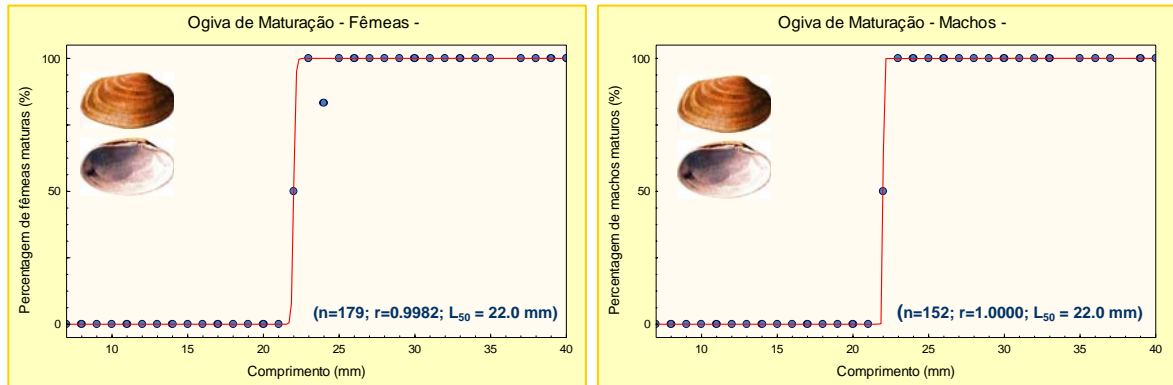 Ogiva de Maturação - Fêmeas -
Percentagem de fêmeas maturas (%)
100
50
0
(n=179; r=0.9982; L₅₀ = 22.0 mm)
10 15 20 25 30 35 40
Comprimento (mm)
Ogiva de Maturação - Machos -
Percentagem de machos maturos (%)
100
50
0
(n=152; r=1.0000; L₅₀ = 22.0 mm)
10 15 20 25 30 35 40
Comprimento (mm)